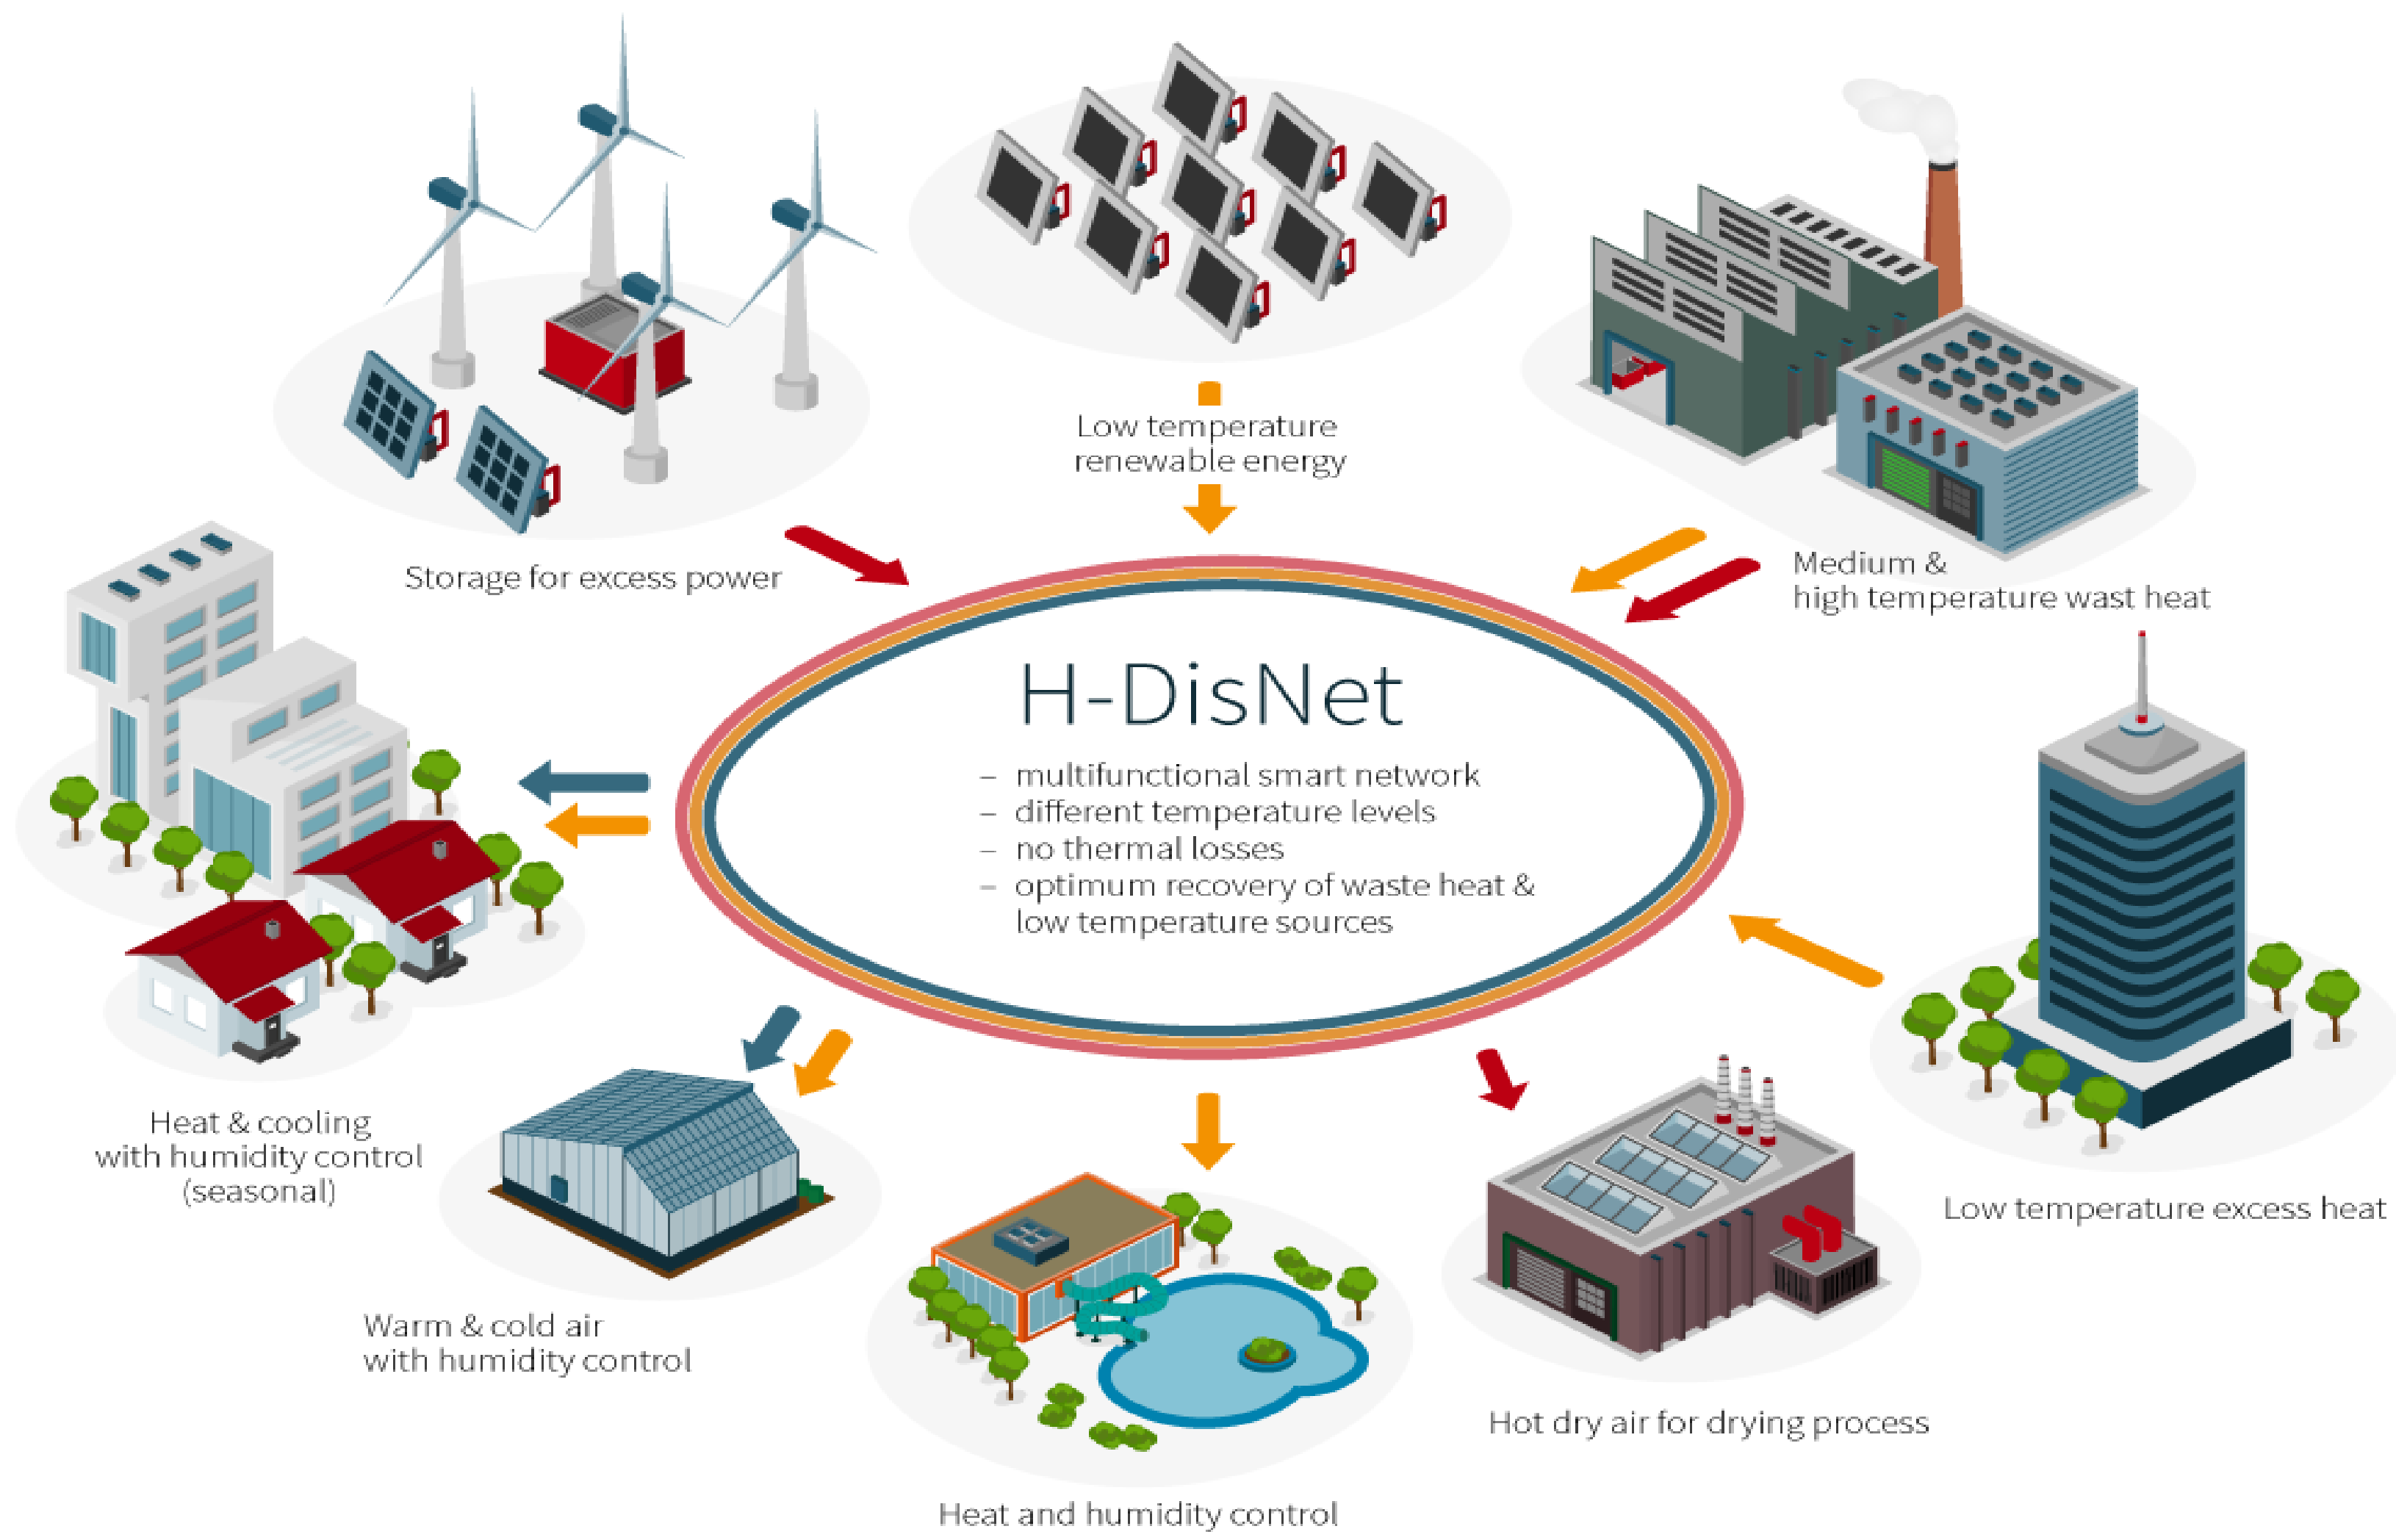 Low temperature
renewable energy
Storage for excess power
Medium &
high temperature wast heat
H-DisNet
– multifunctional smart network
– different temperature levels
– no thermal losses
– optimum recovery of waste heat &
low temperature sources
Heat & cooling
with humidity control
(seasonal)
Low temperature excess heat
Warm & cold air
with humidity control
Hot dry air for drying process
Heat and humidity control